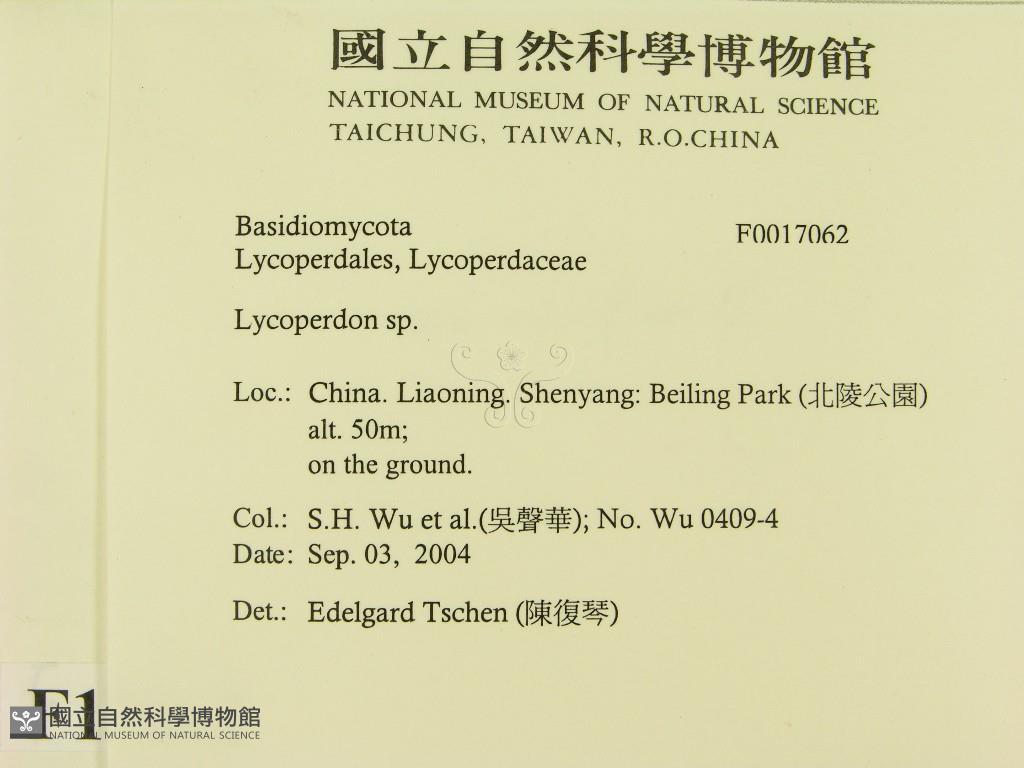 國立自然科學博物館
NATIONAL MUSEUM OF NATURAL SCIENCE
TAICHUNG, TAIWAN, R.O.CHINA
Basidiomycota F0017062
Lycoperdales, Lycoperdaceae
Lycoperdon sp.
Loc.: China. Liaoning. Shenyang: Beiling Park (北陵公園)
alt. 50m;
on the ground.
Col.: S.H. Wu et al.(吳聲華); No. Wu 0409-4
Date: Sep. 03, 2004
Det.: Edelgard Tschen (陳復琴)
F1
國立自然科學博物館
NATIONAL MUSEUM OF NATURAL SCIENCE